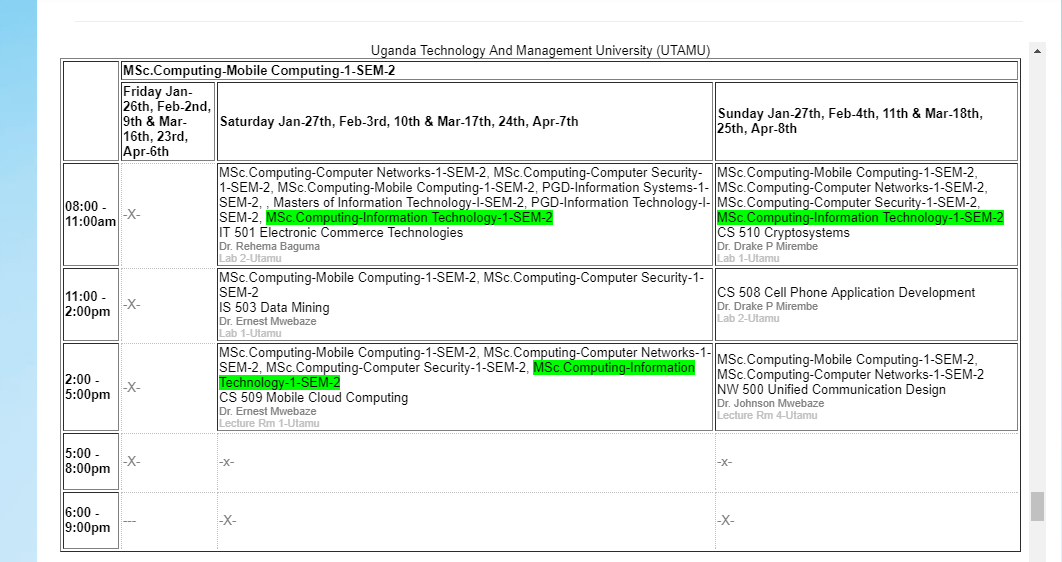 Uganda Technology And Management University (UTAMU)
MSc.Computing-Mobile Computing-1-SEM-2
Friday Jan-
26th, Feb-2nd,
9th & Mar-
16th, 23rd,
Apr-6th
Saturday Jan-27th, Feb-3rd, 10th & Mar-17th, 24th, Apr-7th
Sunday Jan-27th, Feb-4th, 11th & Mar-18th,
25th, Apr-8th
08:00 -
11:00am
-X-
MSc.Computing-Computer Networks-1-SEM-2, MSc.Computing-Computer Security-
1-SEM-2, MSc.Computing-Mobile Computing-1-SEM-2, PGD-Information Systems-1-
SEM-2, , Masters of Information Technology-I-SEM-2, PGD-Information Technology-I-
SEM-2, MSc.Computing-Information Technology-1-SEM-2
IT 501 Electronic Commerce Technologies
Dr. Rehema Baguma
Lab 2-Utamu
MSc.Computing-Mobile Computing-1-SEM-2,
MSc.Computing-Computer Networks-1-SEM-2,
MSc.Computing-Computer Security-1-SEM-2,
MSc.Computing-Information Technology-1-SEM-2
CS 510 Cryptosystems
Dr. Drake P Mirembe
Lab 1-Utamu
11:00 -
2:00pm
-X-
MSc.Computing-Mobile Computing-1-SEM-2, MSc.Computing-Computer Security-1-
SEM-2
IS 503 Data Mining
Dr. Ernest Mwebaze
Lab 1-Utamu
CS 508 Cell Phone Application Development
Dr. Drake P Mirembe
Lab 2-Utamu
2:00 -
5:00pm
-X-
MSc.Computing-Mobile Computing-1-SEM-2, MSc.Computing-Computer Networks-1-
SEM-2, MSc.Computing-Computer Security-1-SEM-2, MSc.Computing-Information
Technology-1-SEM-2
CS 509 Mobile Cloud Computing
Dr. Ernest Mwebaze
Lecture Rm 1-Utamu
MSc.Computing-Mobile Computing-1-SEM-2,
MSc.Computing-Computer Networks-1-SEM-2
NW 500 Unified Communication Design
Dr. Johnson Mwebaze
Lecture Rm 4-Utamu
5:00 -
8:00pm
-X-
-x-
-x-
6:00 -
9:00pm
---
-X-
-X-